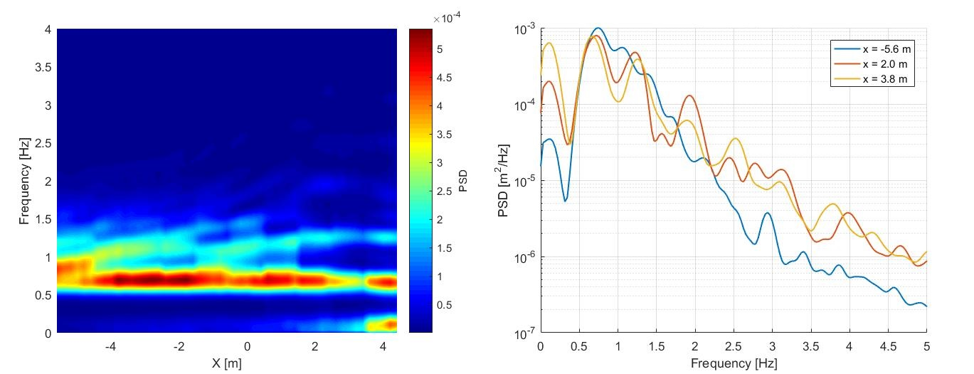 ×10⁻⁴
4
3.5
3
2.5
2
1.5
1
0.5
0
Frequency [Hz]
-4 -2 0 2 4
X [m]
5
4.5
4
3.5
3
2.5
2
1.5
1
0.5
PSD
10⁻³
10⁻⁴
10⁻⁵
10⁻⁶
10⁻⁷
PSD [m²/Hz]
x = -5.6 m
x = 2.0 m
x = 3.8 m
0 0.5 1 1.5 2 2.5 3 3.5 4 4.5 5
Frequency [Hz]